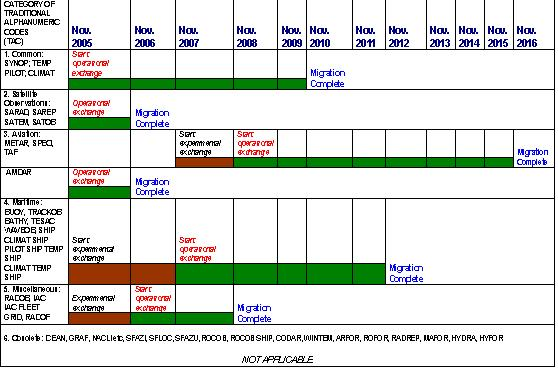 CATEGORY OF
TRADITIONAL
ALPHANUMERIC
CODES
(TAC)
Nov. 2005
Nov. 2006
Nov. 2007
Nov. 2008
Nov. 2009
Nov. 2010
Nov. 2011
Nov. 2012
Nov. 2013
Nov. 2014
Nov. 2015
Nov. 2016
1. Common:
SYNOP; TEMP
PILOT; CLIMAT
Start
operational
exchange
Migration
Complete
2. Satellite
Observations:
SARAD, SAREP
SATEM, SATOB
Operational
exchange
Migration
Complete
3. Aviation:
METAR, SPECI,
TAF
Start
experimental
exchange
Start
operational
exchange
Migration
Complete
AMDAR
Operational
exchange
Migration
Complete
4. Maritime:
BUOY, TRACKOB
BATHY, TESAC
WAVEOB, SHIP
CLIMAT SHIP
PILOT SHIP TEMP
SHIP
CLIMAT TEMP
SHIP
Start
experimental
exchange
Start
operational
exchange
Migration
Complete
5. Miscellaneous:
RADOB, IAC
IAC FLEET
GRID, RADOF
Experimental
exchange
Start
operational
exchange
Migration
Complete
6. Obsolete: CEAN, GRAF, NACLI etc, SFAZI, SFLOC, SFAZU, ROCOB, ROCOB SHIP, CODAR, WINTEM, ARFOR, ROFOR, RADREP, MAFOR, HYDRA, HYFOR
NOT APPLICABLE